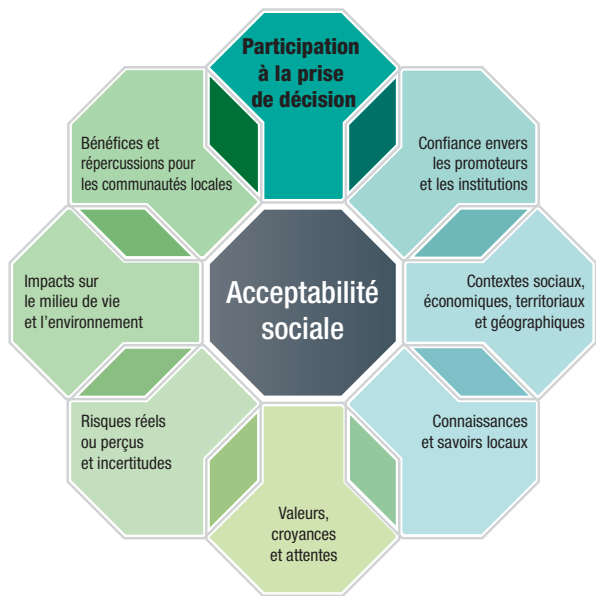 Participation
à la prise
de décision
Confiance envers
les promoteurs
et les institutions
Contextes sociaux,
économiques, territoriaux
et géographiques
Connaissances
et savoirs locaux
Valeurs,
croyances
et attentes
Risques réels
ou perçus
et incertitudes
Impacts sur
le milieu de vie
et l'environnement
Bénéfices et
répercussions pour
les communautés locales
Acceptabilité
sociale